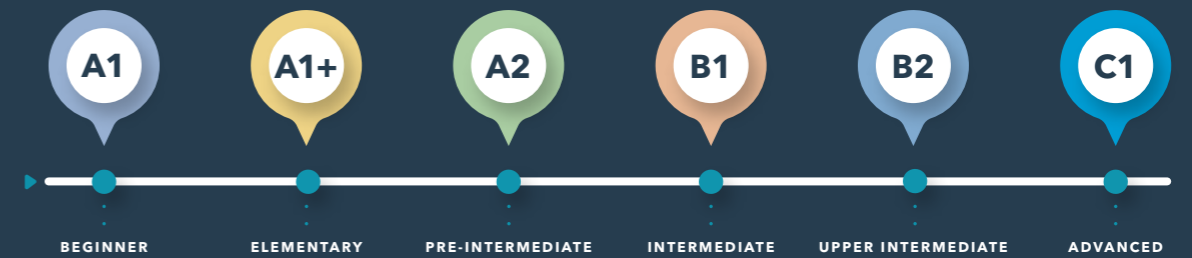 A1 A1+ A2 B1 B2 C1
BEGINNER ELEMENTARY PRE-INTERMEDIATE INTERMEDIATE UPPER INTERMEDIATE ADVANCED